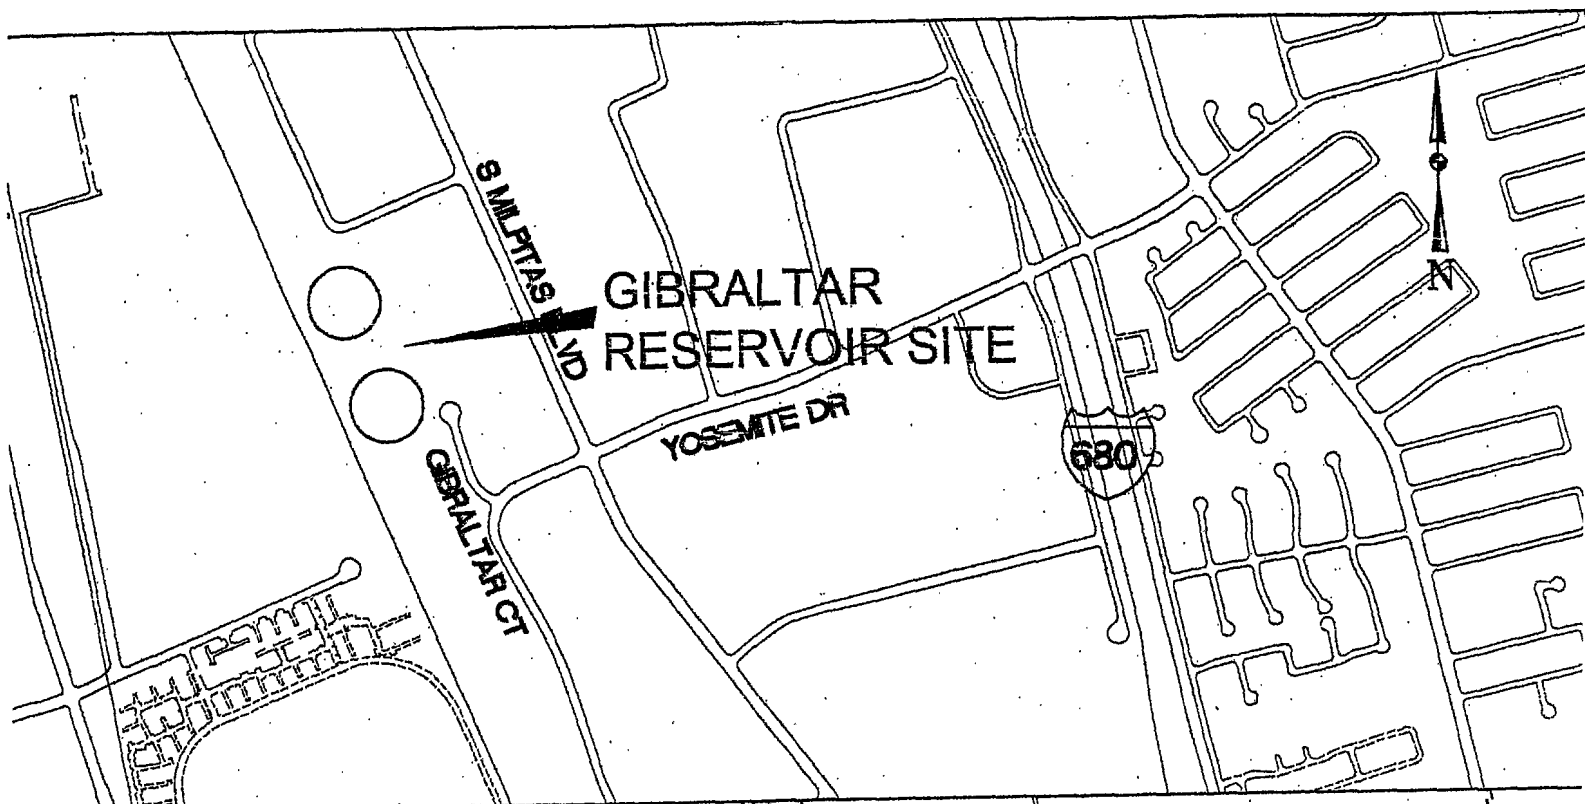 S MILPITAS BLVD
GIBRALTAR
RESERVOIR SITE
N
YOSEMITE DR
680
GIBRALTAR CT